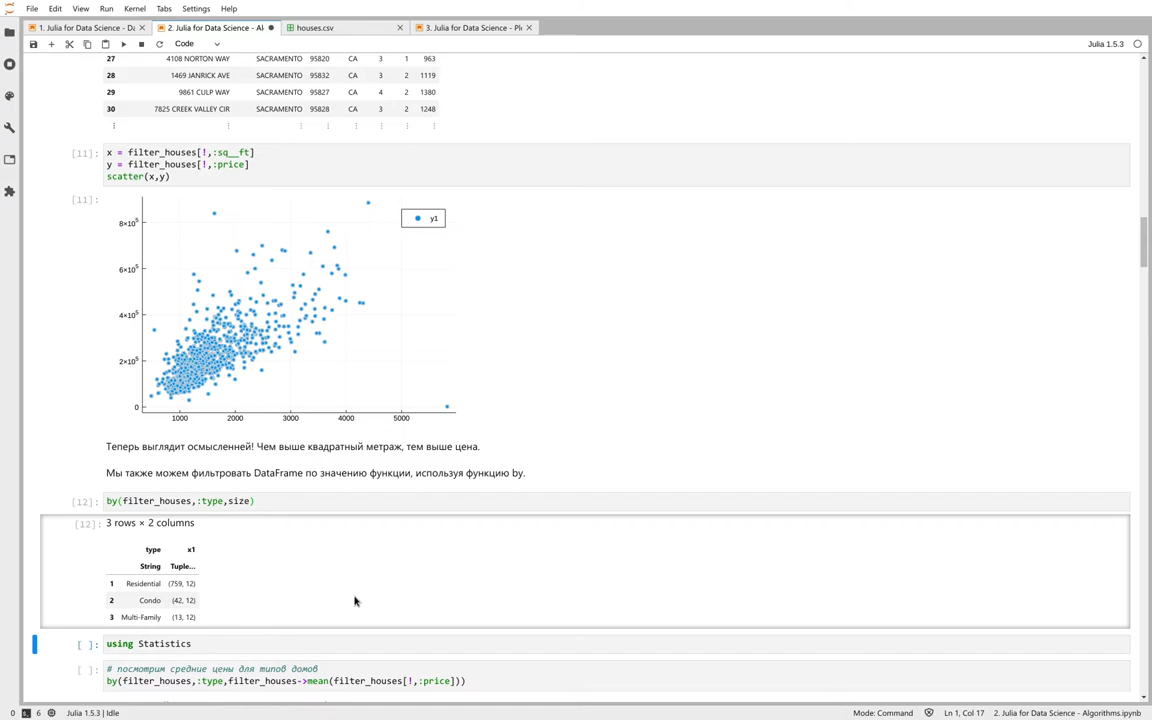 File Edit View Run Kernel Tabs Settings Help
1. Julia for Data Science - Da
2. Julia for Data Science - Al
houses.csv
3. Julia for Data Science - Plo
Code
Julia 1.5.3
27 4108 NORTON WAY SACRAMENTO 95820 CA 3 1 963
28 1469 JANRICK AVE SACRAMENTO 95832 CA 3 2 1119
29 9861 CULP WAY SACRAMENTO 95827 CA 4 2 1380
30 7825 CREEK VALLEY CIR SACRAMENTO 95828 CA 3 2 1248
⋮ ⋮ ⋮ ⋮ ⋮ ⋮ ⋮ ⋮
[11]: x = filter_houses[!,:sq__ft]
y = filter_houses[!,:price]
scatter(x,y)
[11]:
y1
8×10⁵
6×10⁵
4×10⁵
2×10⁵
0
1000 2000 3000 4000 5000
Теперь выглядит осмысленней! Чем выше квадратный метраж, тем выше цена.
Мы также можем фильтровать DataFrame по значению функции, используя функцию by.
[12]: by(filter_houses,:type,size)
[12]: 3 rows × 2 columns
type x1
String Tuple…
1 Residential (759, 12)
2 Condo (42, 12)
3 Multi-Family (13, 12)
[ ]: using Statistics
[ ]: # посмотрим средние цены для типов домов
by(filter_houses,:type,filter_houses->mean(filter_houses[!,:price]))
0 6 Julia 1.5.3 | Idle Mode: Command Ln 1, Col 17 2. Julia for Data Science - Algorithms.ipynb